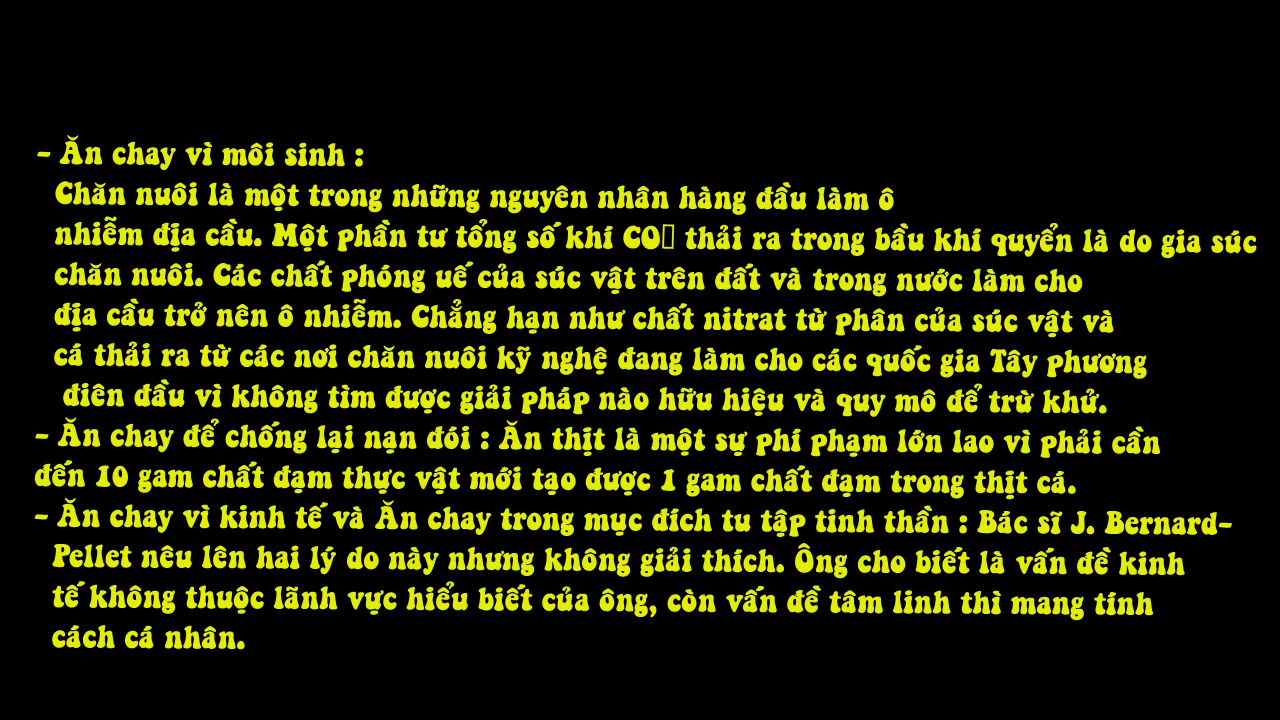 - Ăn chay vì môi sinh :
Chăn nuôi là một trong những nguyên nhân hàng đầu làm ô
nhiễm địa cầu. Một phần tư tổng số khí CO▯ thải ra trong bầu khí quyển là do gia súc
chăn nuôi. Các chất phóng uế của súc vật trên đất và trong nước làm cho
địa cầu trở nên ô nhiễm. Chẳng hạn như chất nitrat từ phân của súc vật và
cá thải ra từ các nơi chăn nuôi kỹ nghệ đang làm cho các quốc gia Tây phương
điên đầu vì không tìm được giải pháp nào hữu hiệu và quy mô để trừ khử.
- Ăn chay để chống lại nạn đói : Ăn thịt là một sự phí phạm lớn lao vì phải cần
đến 10 gam chất đạm thực vật mới tạo được 1 gam chất đạm trong thịt cá.
- Ăn chay vì kinh tế và Ăn chay trong mục đích tu tập tinh thần : Bác sĩ J. Bernard-
Pellet nêu lên hai lý do này nhưng không giải thích. Ông cho biết là vấn đề kinh
tế không thuộc lãnh vực hiểu biết của ông, còn vấn đề tâm linh thì mang tính
cách cá nhân.